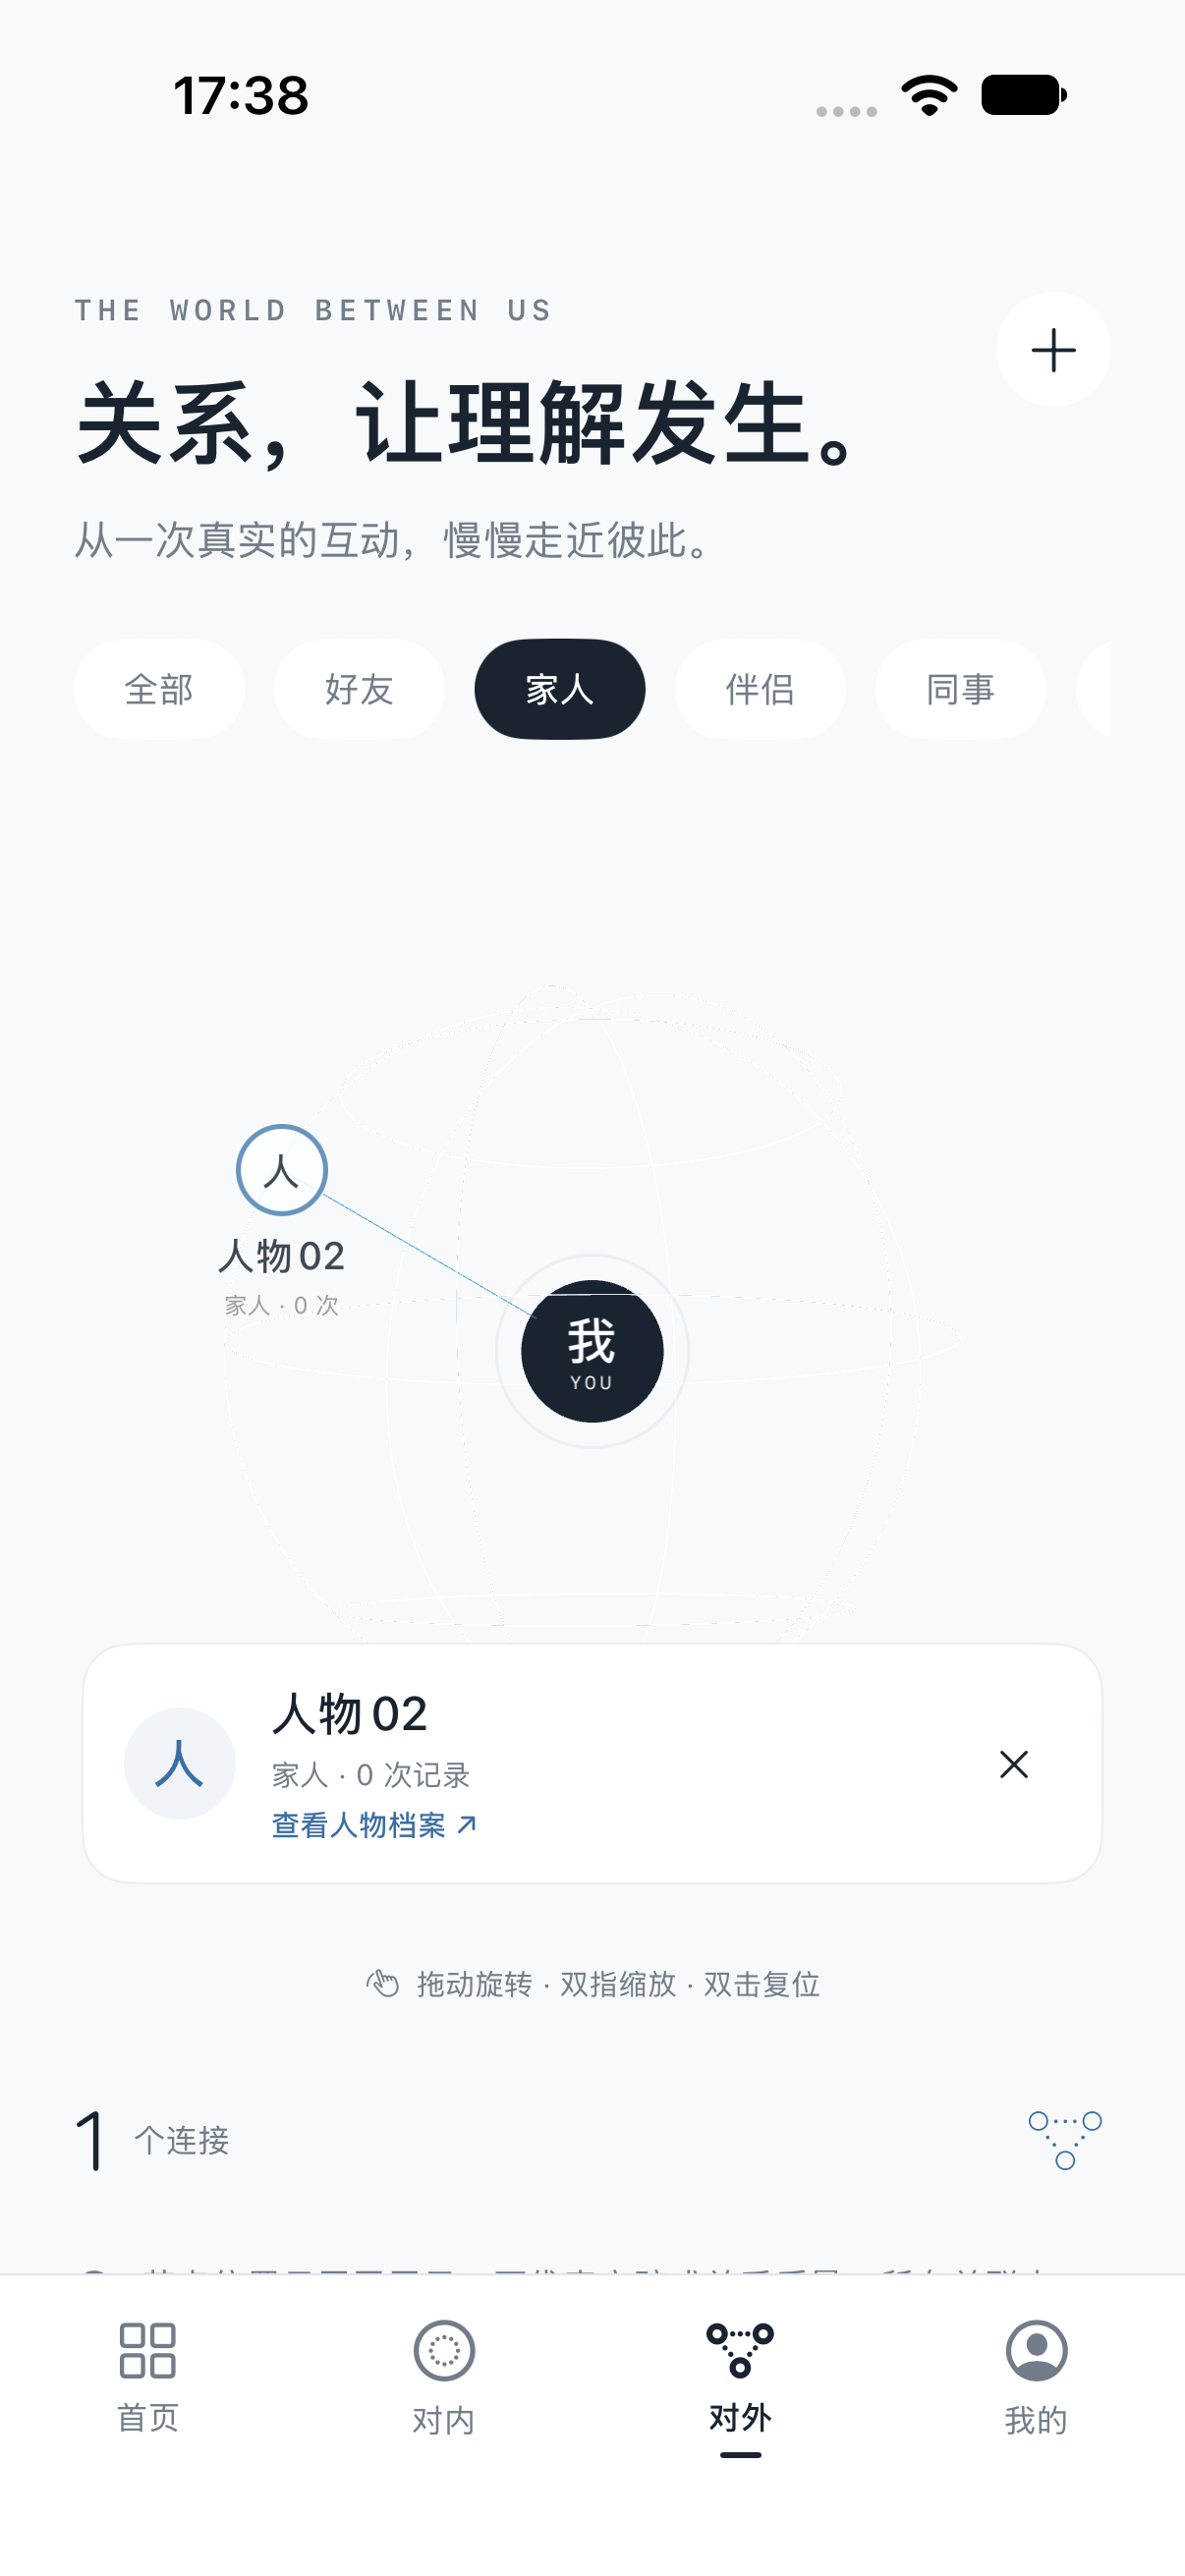 17:38
THE WORLD BETWEEN US
关系，让理解发生。
从一次真实的互动，慢慢走近彼此。
全部
好友
家人
伴侣
同事
人
人物 02
家人 · 0 次
我
YOU
人
人物 02
家人 · 0 次记录
查看人物档案
拖动旋转 · 双指缩放 · 双击复位
1 个连接
首页
对内
对外
我的